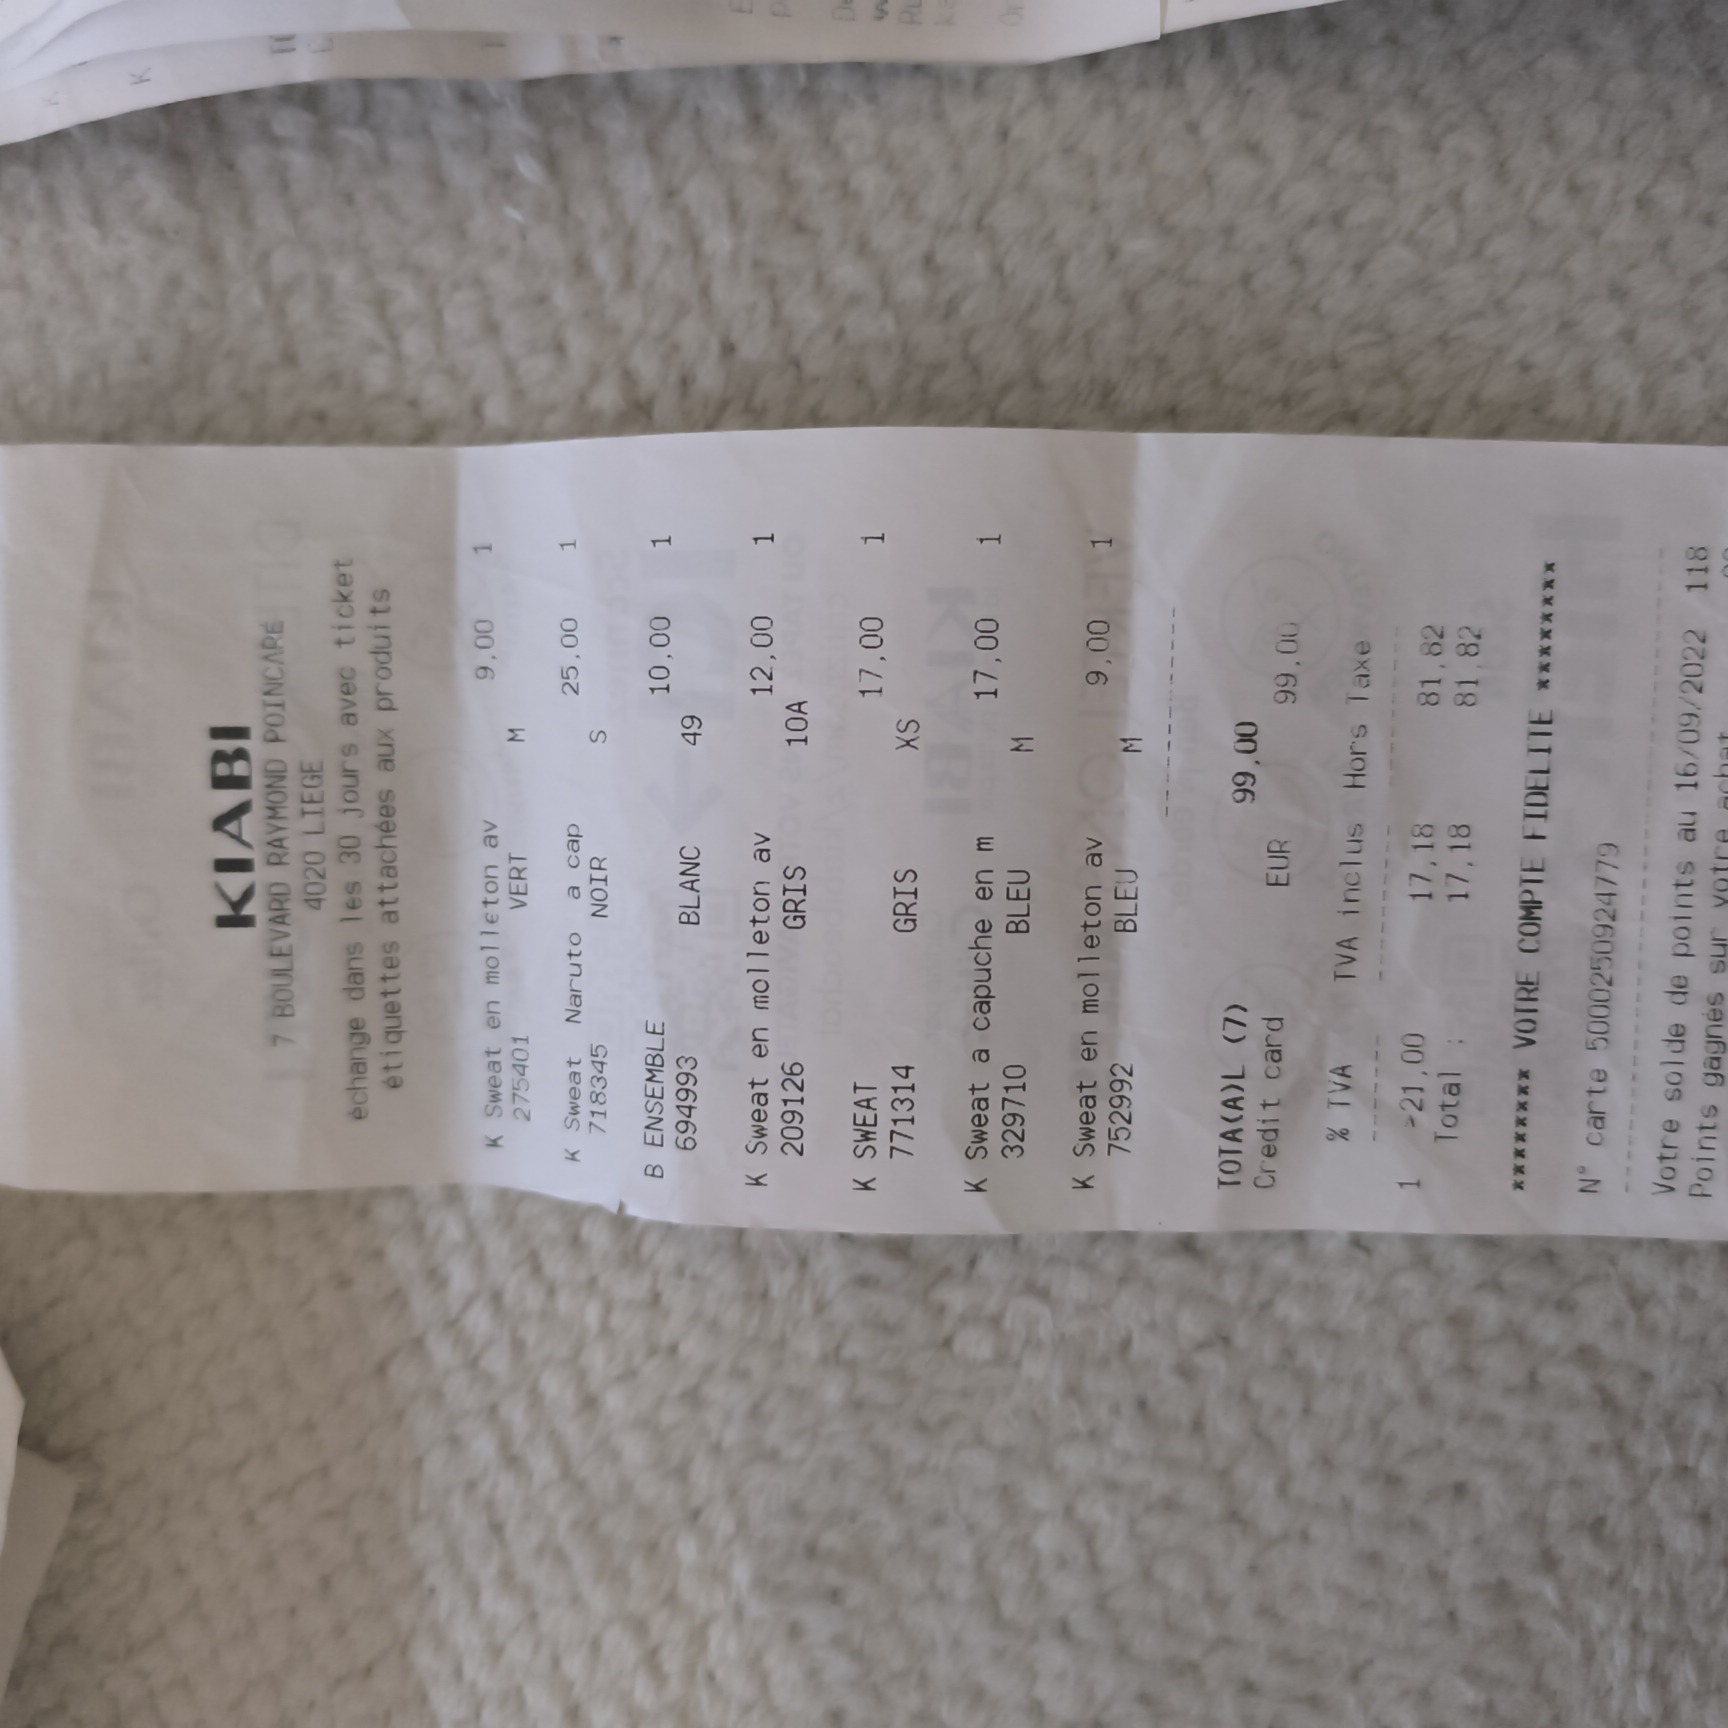 KIABI
7 BOULEVARD RAYMOND POINCARÉ
4020 LIEGE
échange dans les 30 jours avec ticket
étiquettes attachées aux produits
K Sweat en molleton av 9,00 1
275401 VERT M
K Sweat Naruto a cap 25,00 1
718345 NOIR S
B ENSEMBLE 10,00 1
694993 BLANC 49
K Sweat en molleton av 12,00 1
209126 GRIS 10A
K SWEAT 17,00 1
771314 GRIS XS
K Sweat a capuche en m 17,00 1
329710 BLEU M
K Sweat en molleton av 9,00 1
752992 BLEU M
TOTA(A)L (7) 99,00
Credit card EUR 99,00
% TVA TVA inclus Hors Taxe
1 >21,00 17,18 81,82
Total : 17,18 81,82
******** VOTRE COMPTE FIDELITE ********
N° carte 5000250924779
Votre solde de points au 16/09/2022 118
Points gagnés sur votre achat